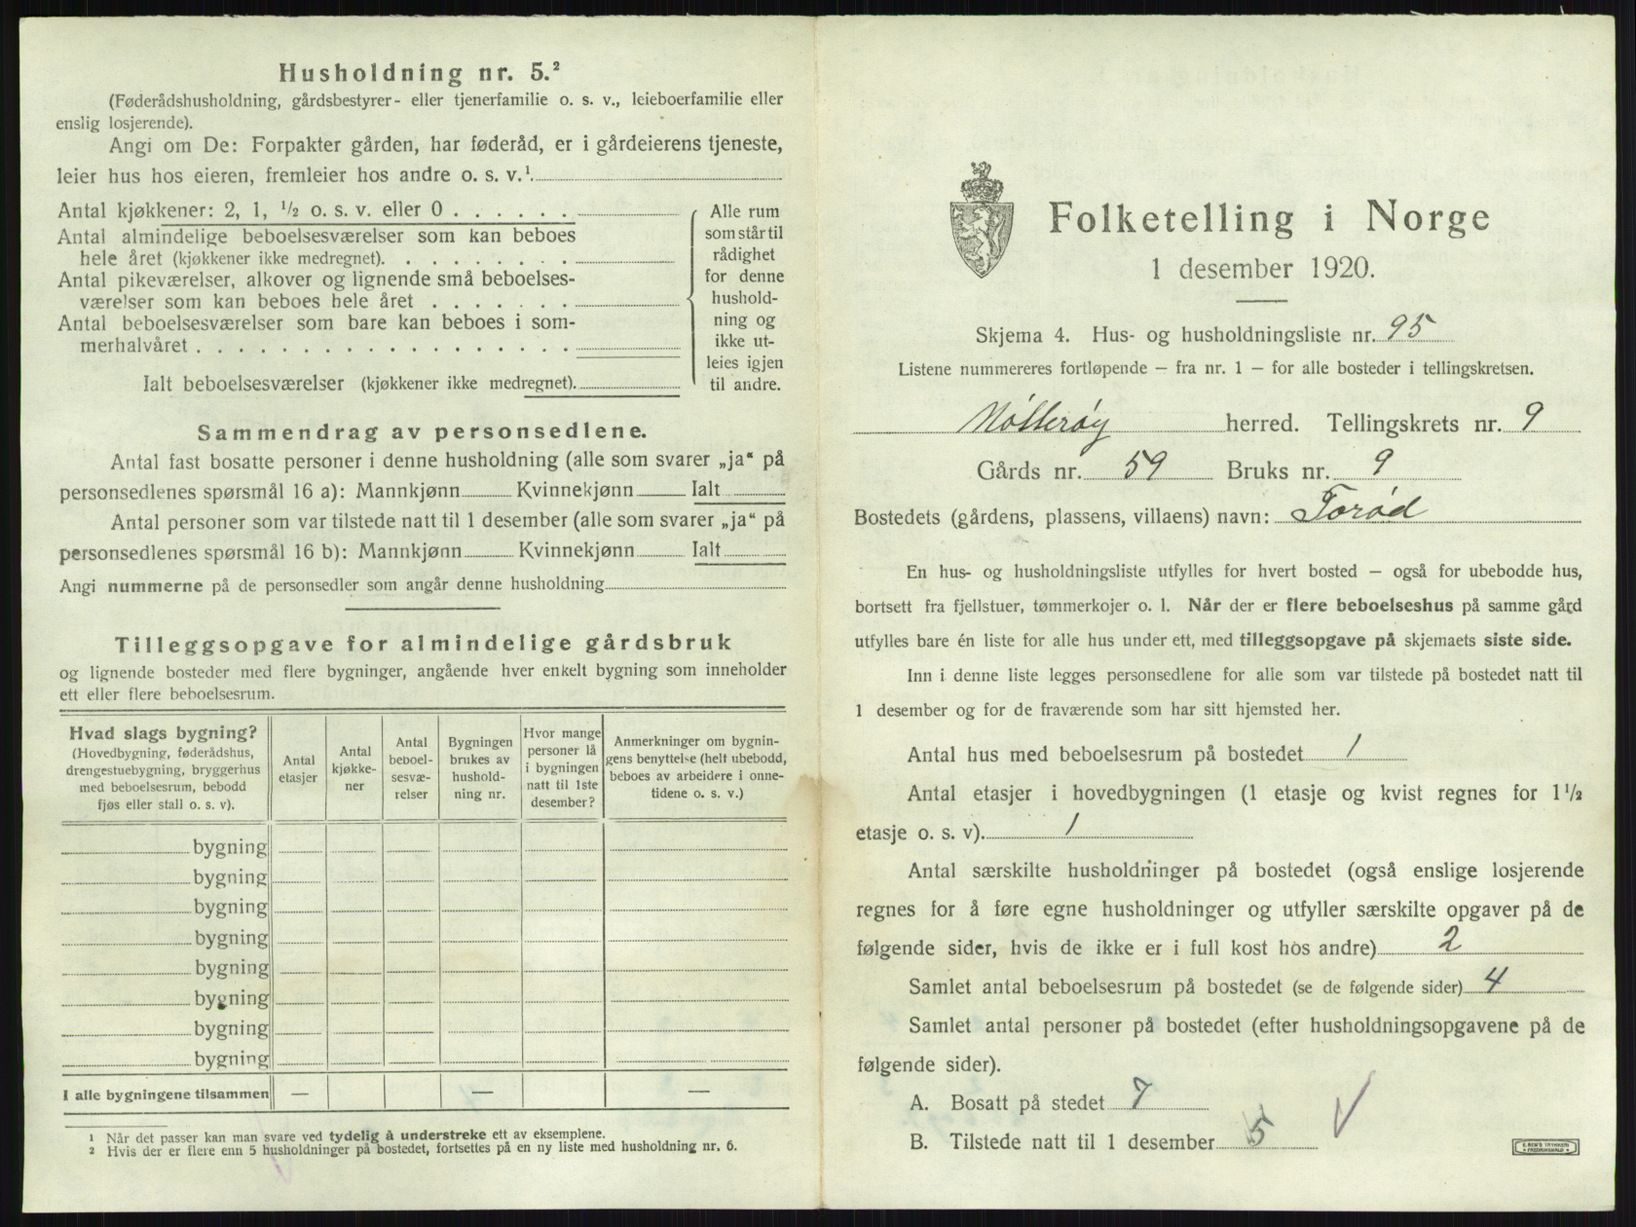 Husholdning nr. 5.²
(Føderådshusholdning, gårdsbestyrer- eller tjenerfamilie o. s. v., leieboerfamilie eller
enslig losjerende).
Angi om De: Forpakter gården, har føderåd, er i gårdeierens tjeneste,
leier hus hos eieren, fremleier hos andre o. s. v.¹
Antal kjøkkener: 2, 1, ½ o. s. v. eller 0 . . . . . .
Antal almindelige beboelsesværelser som kan beboes
hele året (kjøkkener ikke medregnet). . . . . . . . .
Antal pikeværelser, alkover og lignende små beboelses-
værelser som kan beboes hele året . . . . . . .
Antal beboelsesværelser som bare kan beboes i som-
merhalvåret . . . . . . . . . . . . . . . . . .
Ialt beboelsesværelser (kjøkkener ikke medregnet).
Alle rum
som står til
rådighet
for denne
hushold-
ning og
ikke ut-
leies igjen
til andre.
Sammendrag av personsedlene.
Antal fast bosatte personer i denne husholdning (alle som svarer „ja“ på
personsedlenes spørsmål 16 a): Mannkjønn Kvinnekjønn Ialt
Antal personer som var tilstede natt til 1 desember (alle som svarer „ja“ på
personsedlenes spørsmål 16 b): Mannkjønn Kvinnekjønn Ialt
Angi nummerne på de personsedler som angår denne husholdning
Tilleggsopgave for almindelige gårdsbruk
og lignende bosteder med flere bygninger, angående hver enkelt bygning som inneholder
ett eller flere beboelsesrum.
Hvad slags bygning?
(Hovedbygning, føderådshus,
drengestuebygning, bryggerhus
med beboelsesrum, bebodd
fjøs eller stall o. s. v).
Antal
etasjer
Antal
kjøkke-
ner
Antal
beboel-
sesvæ-
relser
Bygningen
brukes av
hushold-
ning nr.
Hvor mange
personer lå
i bygningen
natt til 1ste
desember?
Anmerkninger om bygnin-
gens benyttelse (helt ubebodd,
beboes av arbeidere i onne-
tidene o. s. v.)
bygning
bygning
bygning
bygning
bygning
bygning
bygning
bygning
I alle bygningene tilsammen — — —
¹ Når det passer kan man svare ved tydelig å understreke ett av eksemplene.
² Hvis der er flere enn 5 husholdninger på bostedet, fortsettes på en ny liste med husholdning nr. 6.
Folketelling i Norge
1 desember 1920.
Skjema 4. Hus- og husholdningsliste nr. 95
Listene nummereres fortløpende — fra nr. 1 — for alle bosteder i tellingskretsen.
Nøtterøy herred. Tellingskrets nr. 9
Gårds nr. 59 Bruks nr. 9
Bostedets (gårdens, plassens, villaens) navn: Torød
En hus- og husholdningsliste utfylles for hvert bosted — også for ubebodde hus,
bortsett fra fjellstuer, tømmerkojer o. l. Når der er flere beboelseshus på samme gård
utfylles bare én liste for alle hus under ett, med tilleggsopgave på skjemaets siste side.
Inn i denne liste legges personsedlene for alle som var tilstede på bostedet natt til
1 desember og for de fraværende som har sitt hjemsted her.
Antal hus med beboelsesrum på bostedet 1
Antal etasjer i hovedbygningen (1 etasje og kvist regnes for 1½
etasje o. s. v). 1
Antal særskilte husholdninger på bostedet (også enslige losjerende
regnes for å føre egne husholdninger og utfyller særskilte opgaver på de
følgende sider, hvis de ikke er i full kost hos andre) 2
Samlet antal beboelsesrum på bostedet (se de følgende sider) 4
Samlet antal personer på bostedet (efter husholdningsopgavene på de
følgende sider).
A. Bosatt på stedet 7
B. Tilstede natt til 1 desember 5